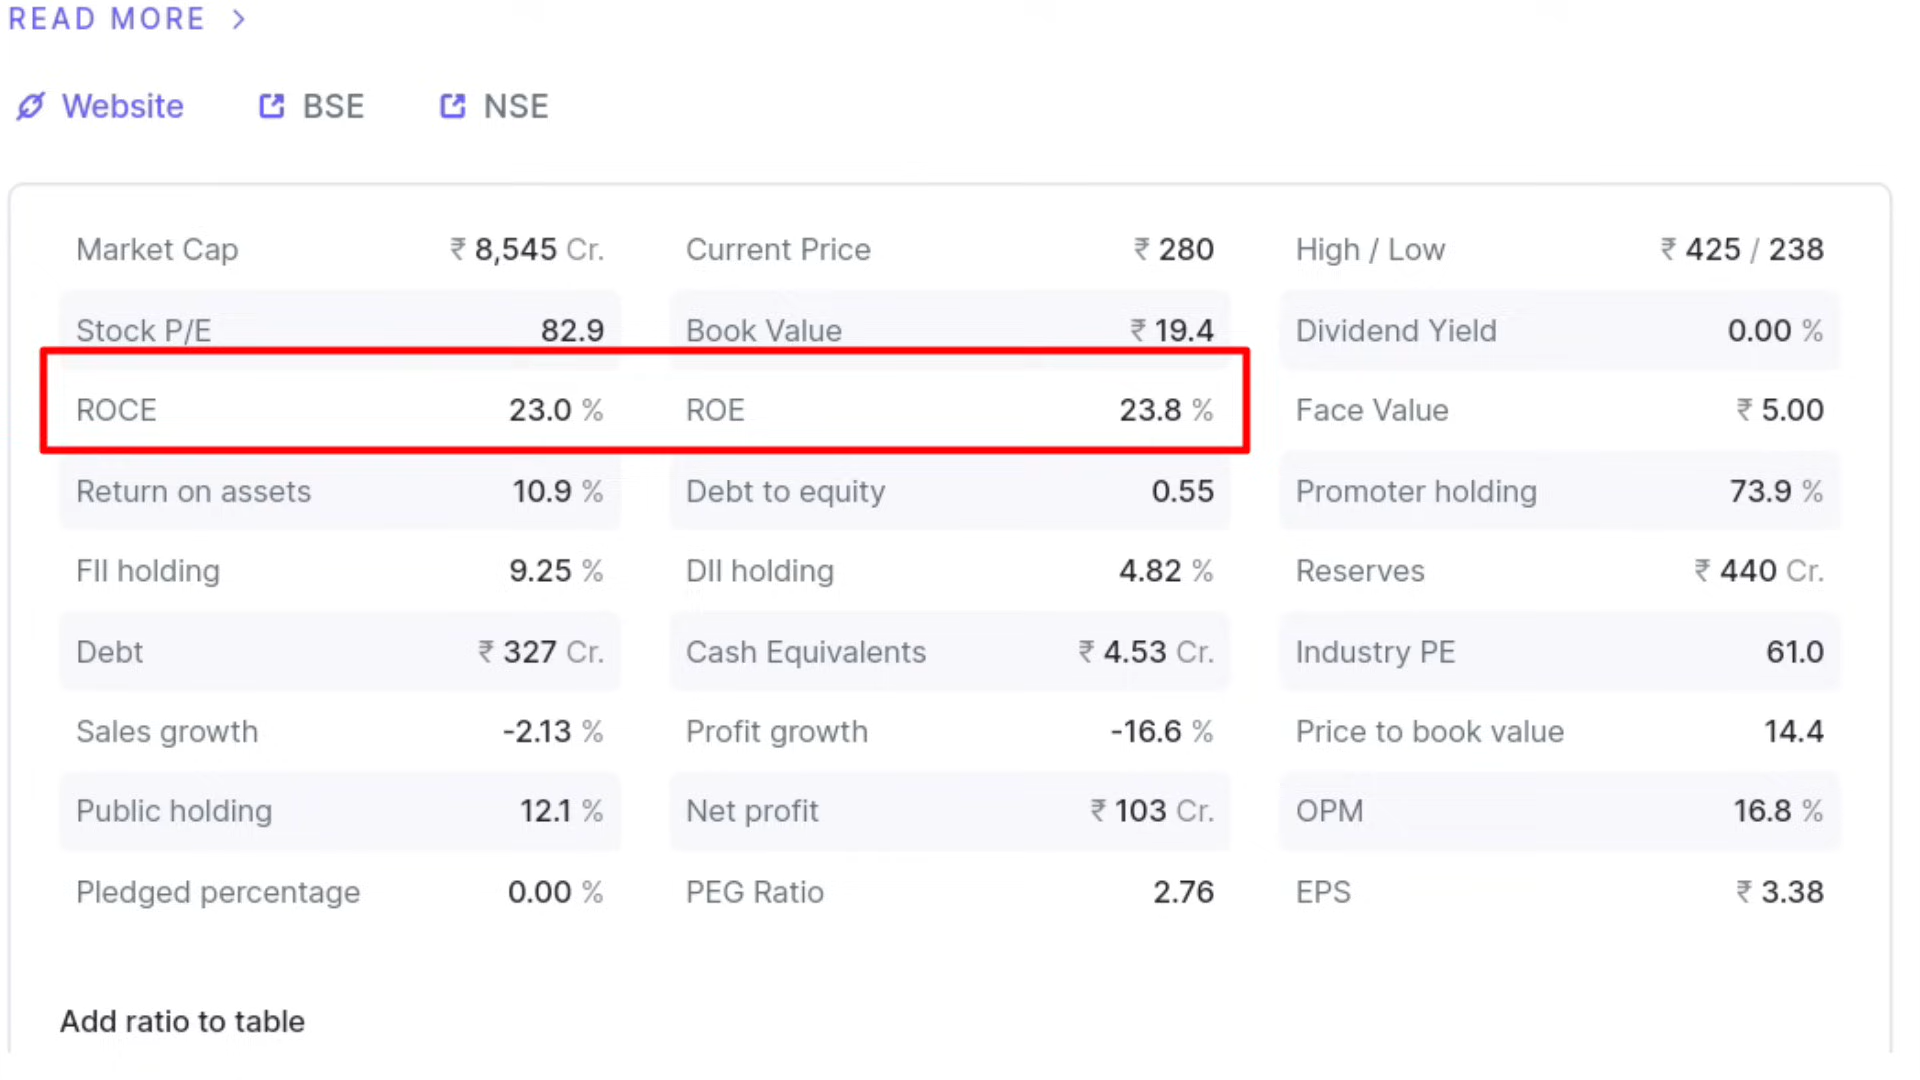 READ MORE >
Website BSE NSE
Market Cap ₹ 8,545 Cr. Current Price ₹ 280 High / Low ₹ 425 / 238
Stock P/E 82.9 Book Value ₹ 19.4 Dividend Yield 0.00 %
ROCE 23.0 % ROE 23.8 % Face Value ₹ 5.00
Return on assets 10.9 % Debt to equity 0.55 Promoter holding 73.9 %
FII holding 9.25 % DII holding 4.82 % Reserves ₹ 440 Cr.
Debt ₹ 327 Cr. Cash Equivalents ₹ 4.53 Cr. Industry PE 61.0
Sales growth -2.13 % Profit growth -16.6 % Price to book value 14.4
Public holding 12.1 % Net profit ₹ 103 Cr. OPM 16.8 %
Pledged percentage 0.00 % PEG Ratio 2.76 EPS ₹ 3.38
Add ratio to table